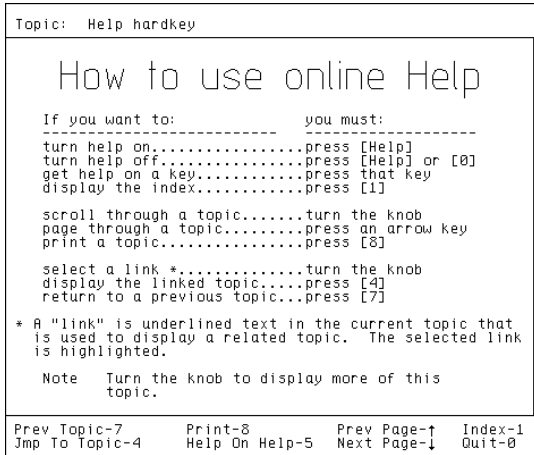 Topic: Help hardkey
How to use online Help
If you want to: you must:
---------------------------- --------------------
turn help on..................press [Help]
turn help off.................press [Help] or [0]
get help on a key.............press that key
display the index.............press [1]
scroll through a topic.......turn the knob
page through a topic.........press an arrow key
print a topic.................press [8]
select a link *...............turn the knob
display the linked topic.....press [4]
return to a previous topic...press [7]
* A "link" is underlined text in the current topic that
is used to display a related topic. The selected link
is highlighted.
Note Turn the knob to display more of this
topic.
Prev Topic-7 Print-8 Prev Page-↑ Index-1
Jmp To Topic-4 Help On Help-5 Next Page-↓ Quit-0